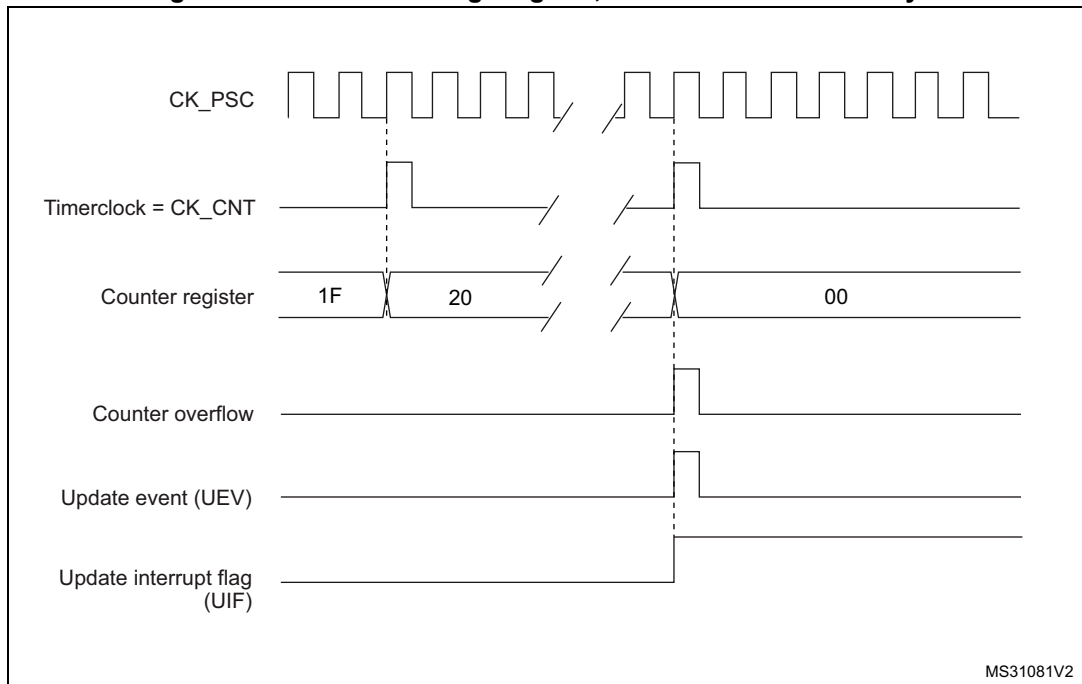 CK_PSC
Timerclock = CK_CNT
Counter register
1F
20
00
Counter overflow
Update event (UEV)
Update interrupt flag
(UIF)
MS31081V2